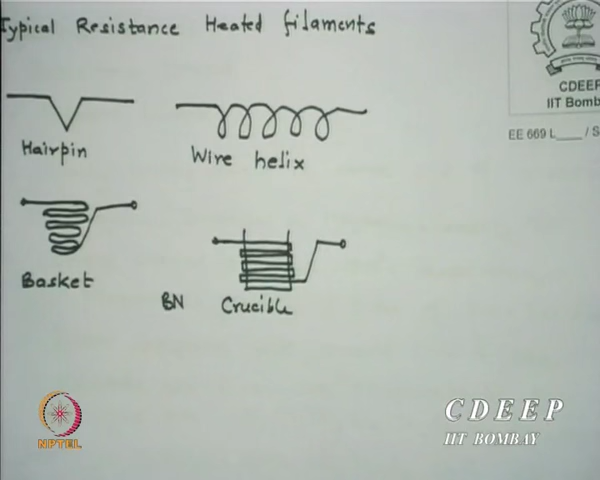 Typical Resistance Heated filaments
CDEEP
IIT Bomb
EE 669 L____ / S
Hairpin
Wire helix
Basket
BN Crucible
NPTEL
CDEEP
IIT BOMBAY